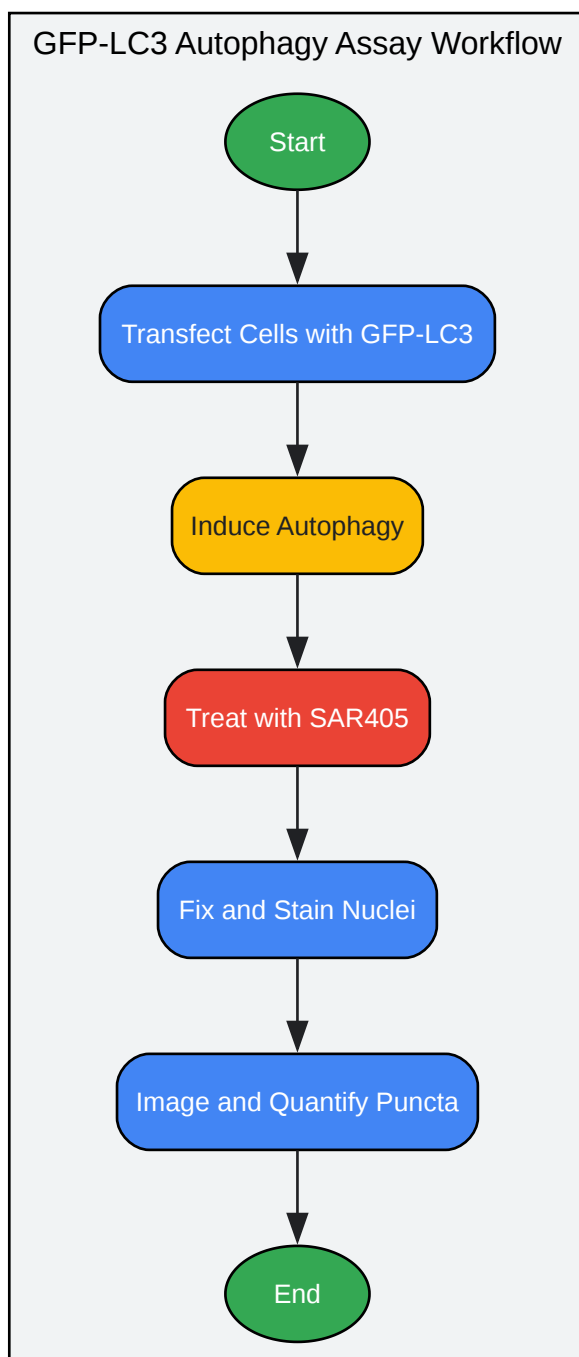 GFP-LC3 Autophagy Assay Workflow
Start
Transfect Cells with GFP-LC3
Induce Autophagy
Treat with SAR405
Fix and Stain Nuclei
Image and Quantify Puncta
End